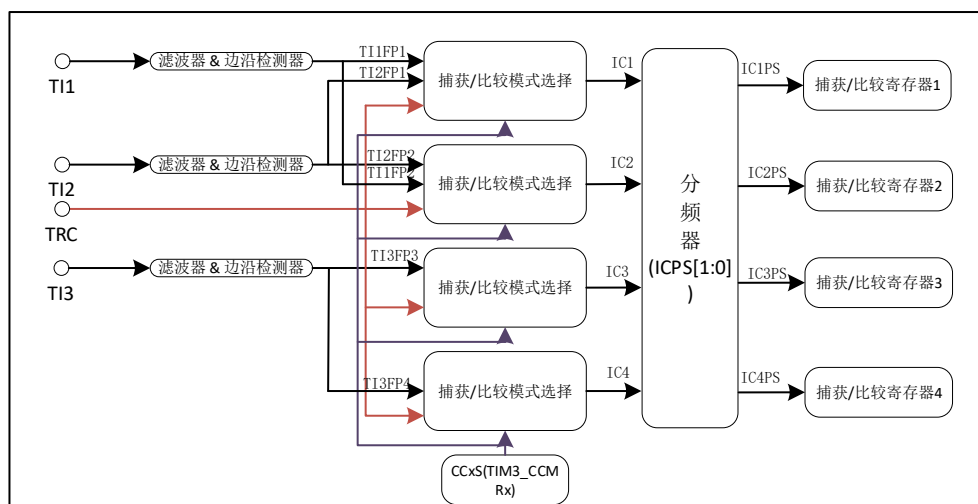 TI1
滤波器 & 边沿检测器
TI1FP1
TI2FP1
捕获/比较模式选择
IC1
IC1PS
捕获/比较寄存器1
TI2
滤波器 & 边沿检测器
TI2FP2
TI1FP2
捕获/比较模式选择
IC2
IC2PS
捕获/比较寄存器2
TRC
TI3
滤波器 & 边沿检测器
TI3FP3
捕获/比较模式选择
IC3
分
频
器
(ICPS[1:0]
)
IC3PS
捕获/比较寄存器3
TI3FP4
捕获/比较模式选择
IC4
IC4PS
捕获/比较寄存器4
CCxS(TIM3_CCM
Rx)